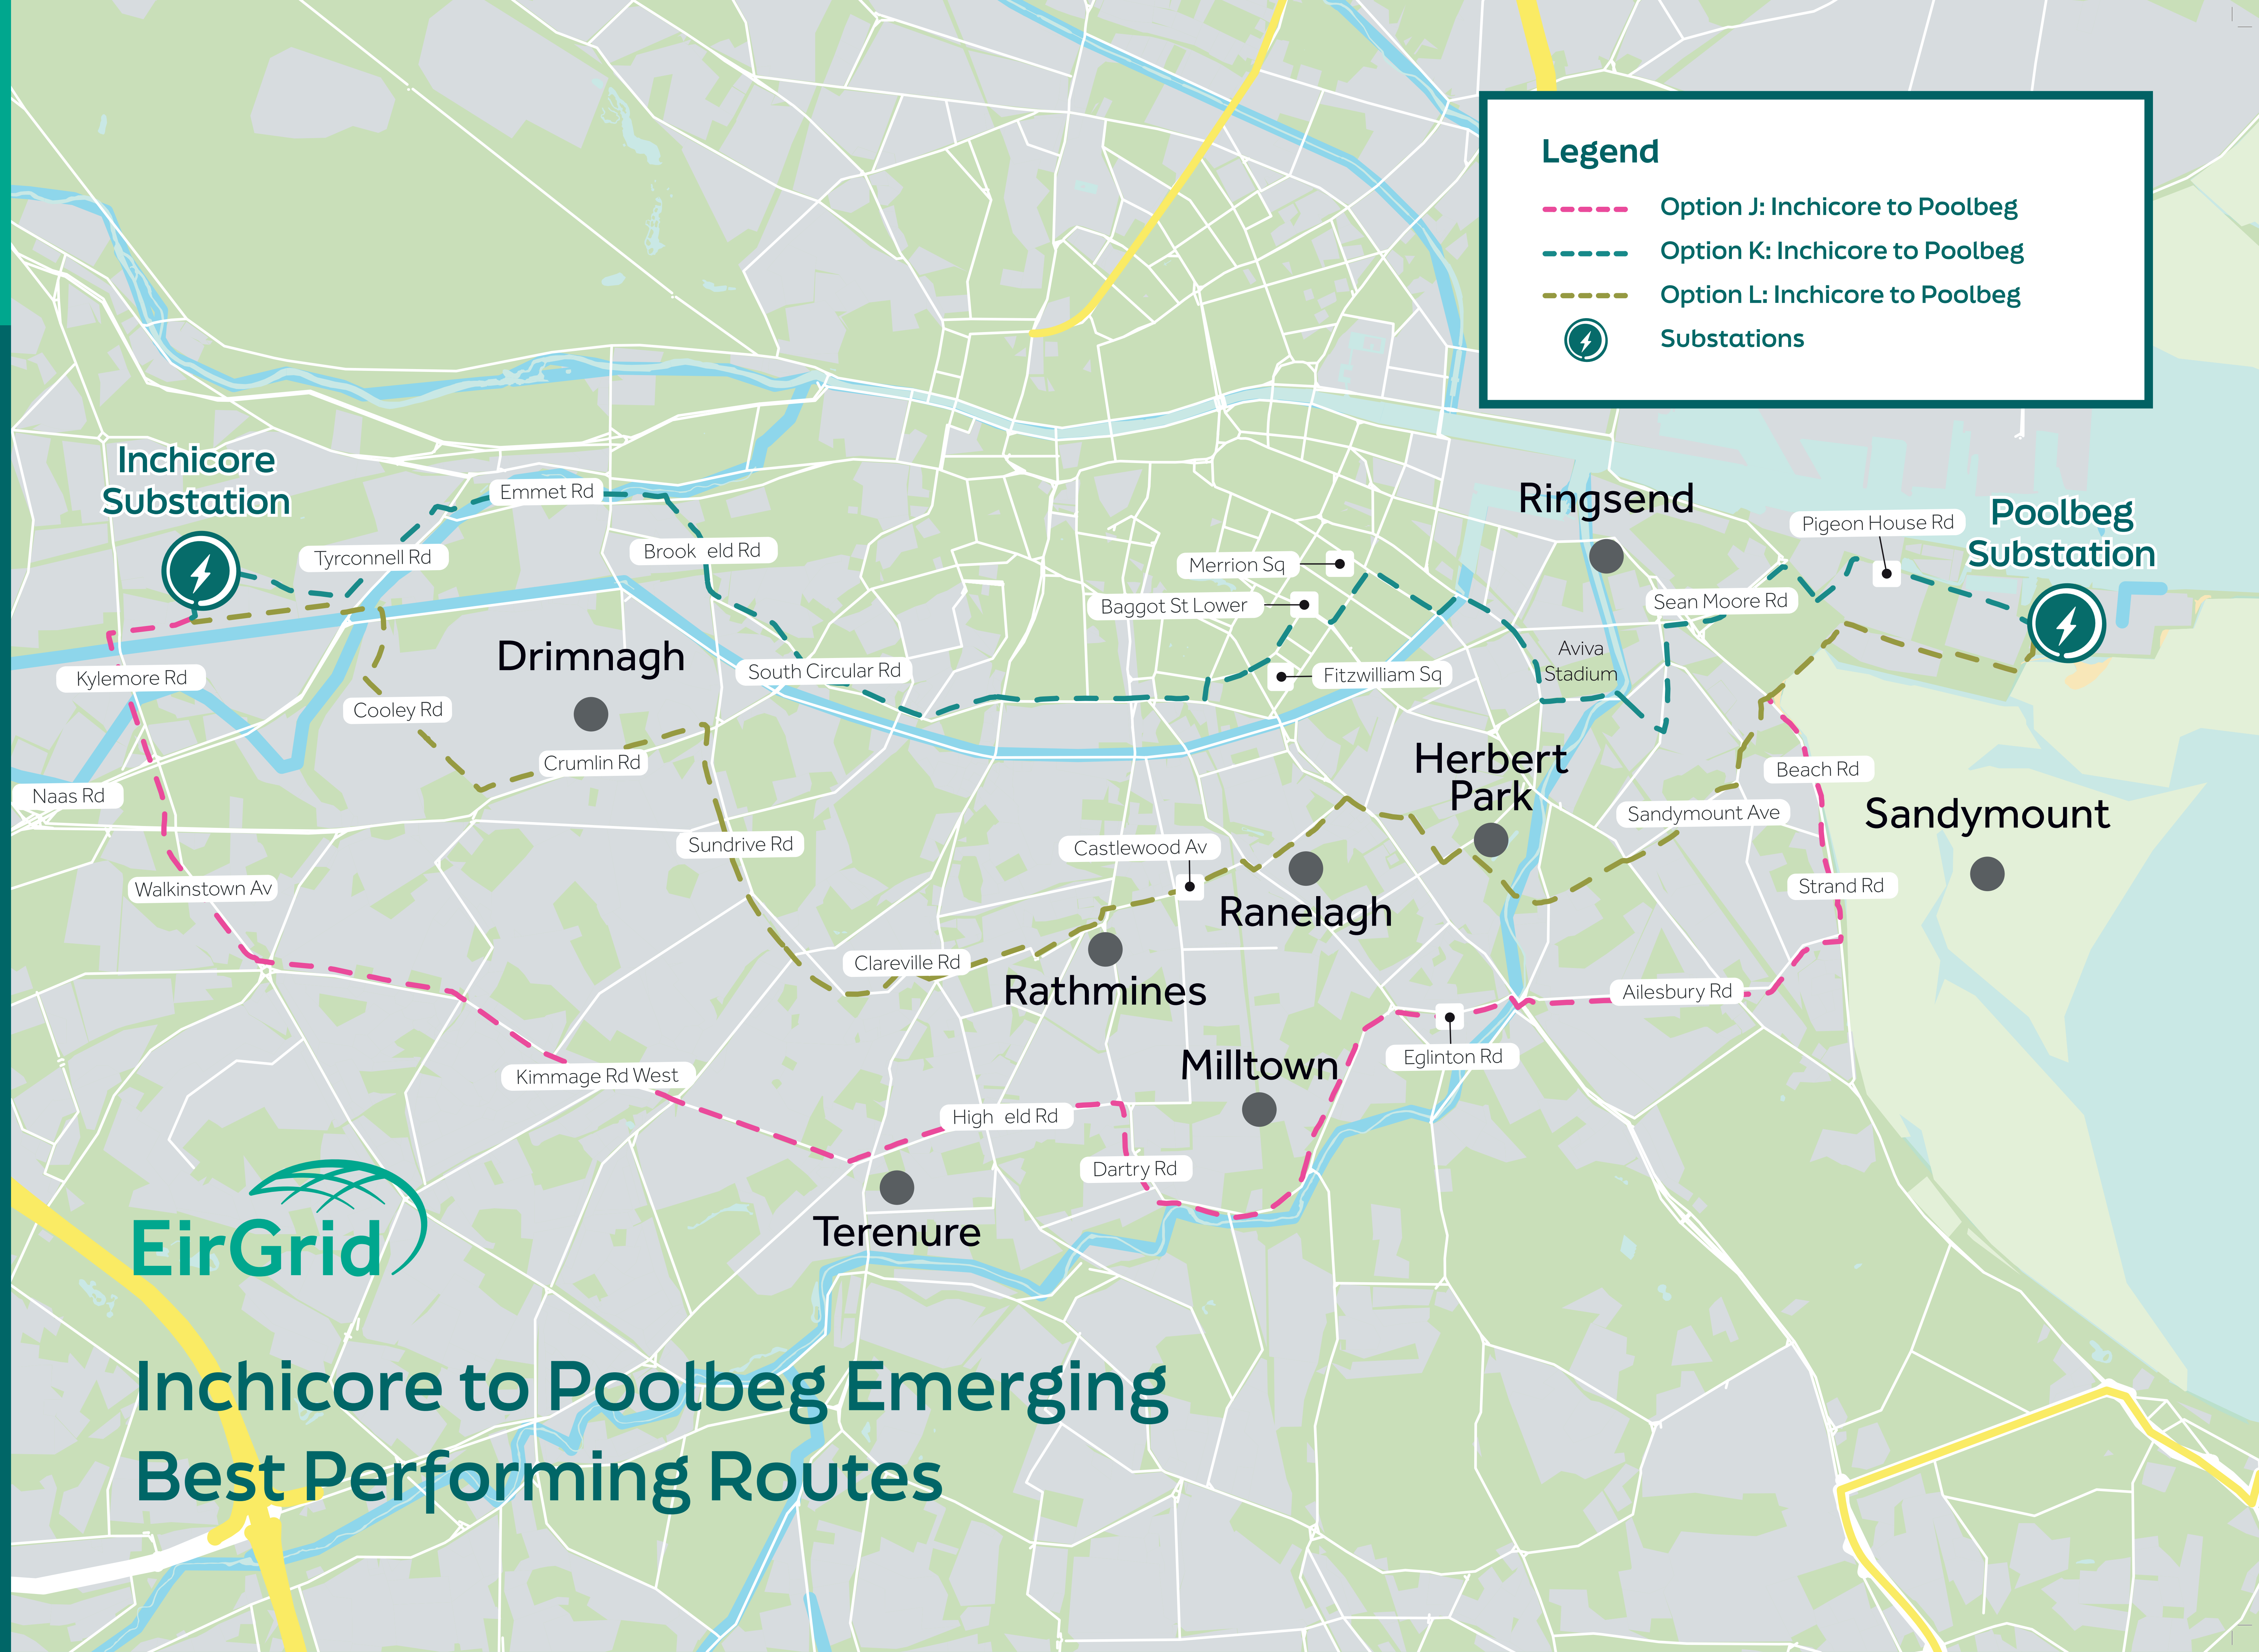 Legend
Option J: Inchicore to Poolbeg
Option K: Inchicore to Poolbeg
Option L: Inchicore to Poolbeg
Substations
Inchicore
Substation
Emmet Rd
Ringsend
Poolbeg
Substation
Pigeon House Rd
Tyrconnell Rd
Brook eld Rd
Merrion Sq
Baggot St Lower
Sean Moore Rd
Drimnagh
Aviva
Stadium
Kylemore Rd
South Circular Rd
Fitzwilliam Sq
Cooley Rd
Crumlin Rd
Herbert
Park
Beach Rd
Naas Rd
Sandymount Ave
Sandymount
Sundrive Rd
Castlewood Av
Walkinstown Av
Strand Rd
Ranelagh
Clareville Rd
Rathmines
Ailesbury Rd
Eglinton Rd
Milltown
Kimmage Rd West
High eld Rd
Dartry Rd
Terenure
EirGrid
Inchicore to Poolbeg Emerging
Best Performing Routes